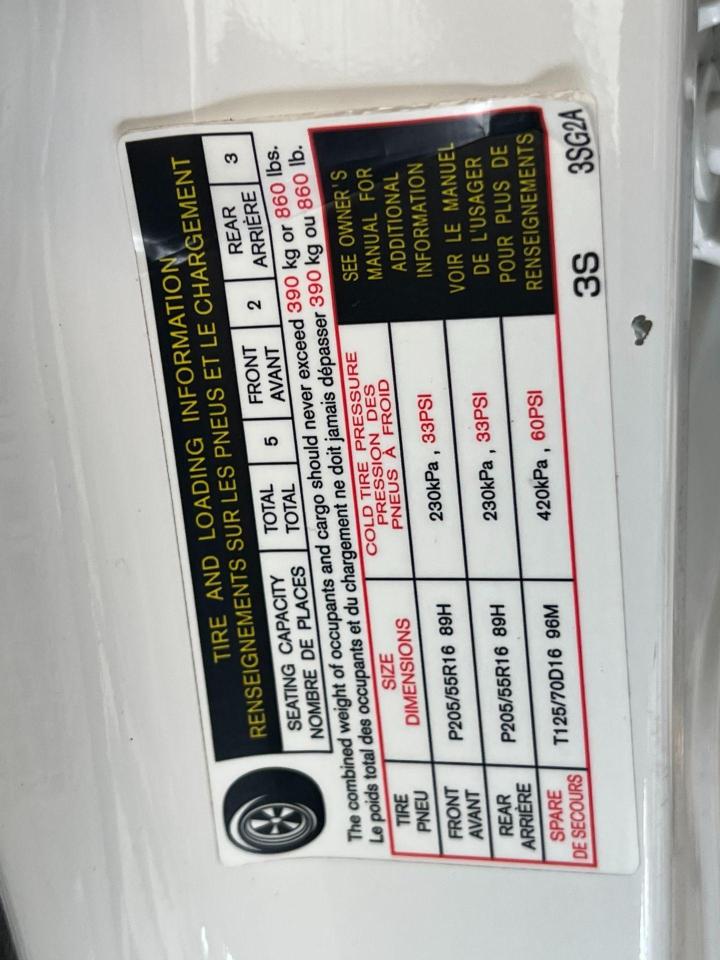 TIRE AND LOADING INFORMATION
RENSEIGNEMENTS SUR LES PNEUS ET LE CHARGEMENT
SEATING CAPACITY TOTAL 5 FRONT 2 REAR 3
NOMBRE DE PLACES TOTAL AVANT ARRIÈRE
The combined weight of occupants and cargo should never exceed 390 kg or 860 lbs.
Le poids total des occupants et du chargement ne doit jamais dépasser 390 kg ou 860 lb.
TIRE
PNEU
SIZE
DIMENSIONS
COLD TIRE PRESSURE
PRESSION DES
PNEUS À FROID
FRONT
AVANT
P205/55R16 89H
230kPa, 33PSI
REAR
ARRIÈRE
P205/55R16 89H
230kPa, 33PSI
SPARE
DE SECOURS
T125/70D16 96M
420kPa, 60PSI
SEE OWNER'S
MANUAL FOR
ADDITIONAL
INFORMATION
VOIR LE MANUEL
DE L'USAGER
POUR PLUS DE
RENSEIGNEMENTS
3S 3SG2A